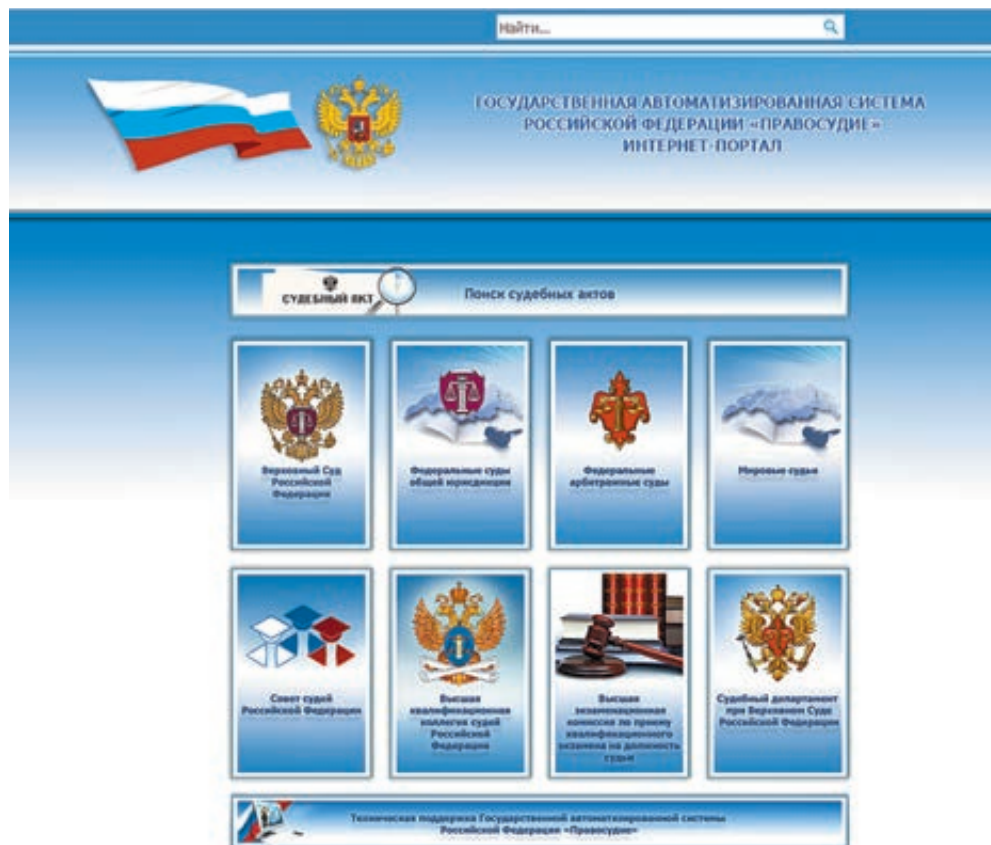 Найти...
ГОСУДАРСТВЕННАЯ АВТОМАТИЗИРОВАННАЯ СИСТЕМА
РОССИЙСКОЙ ФЕДЕРАЦИИ «ПРАВОСУДИЕ»
ИНТЕРНЕТ-ПОРТАЛ
СУДЕБНЫЙ АКТ
Поиск судебных актов
Верховный Суд
Российской
Федерации
Федеральные суды
общей юрисдикции
Федеральные
арбитражные суды
Мировые судьи
Совет судей
Российской Федерации
Высшая
квалификационная
коллегия судей
Российской
Федерации
Высшая
экзаменационная
комиссия по приему
квалификационного
экзамена на должность
судьи
Судебный департамент
при Верховном Суде
Российской Федерации
Техническая поддержка Государственной автоматизированной системы
Российской Федерации «Правосудие»